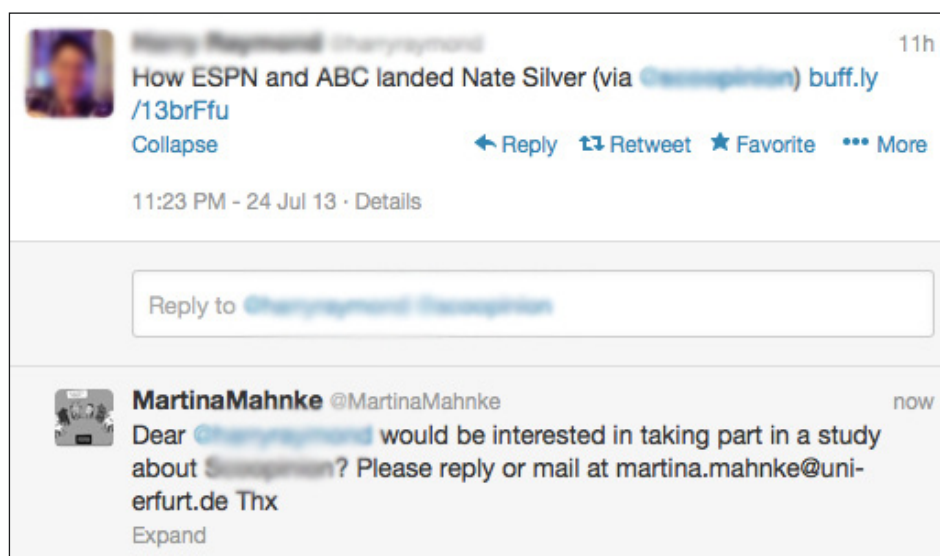 11h
How ESPN and ABC landed Nate Silver (via ) buff.ly
/13brFfu
Collapse Reply Retweet Favorite More
11:23 PM - 24 Jul 13 · Details
Reply to
MartinaMahnke @MartinaMahnke now
Dear would be interested in taking part in a study
about ? Please reply or mail at martina.mahnke@uni-
erfurt.de Thx
Expand